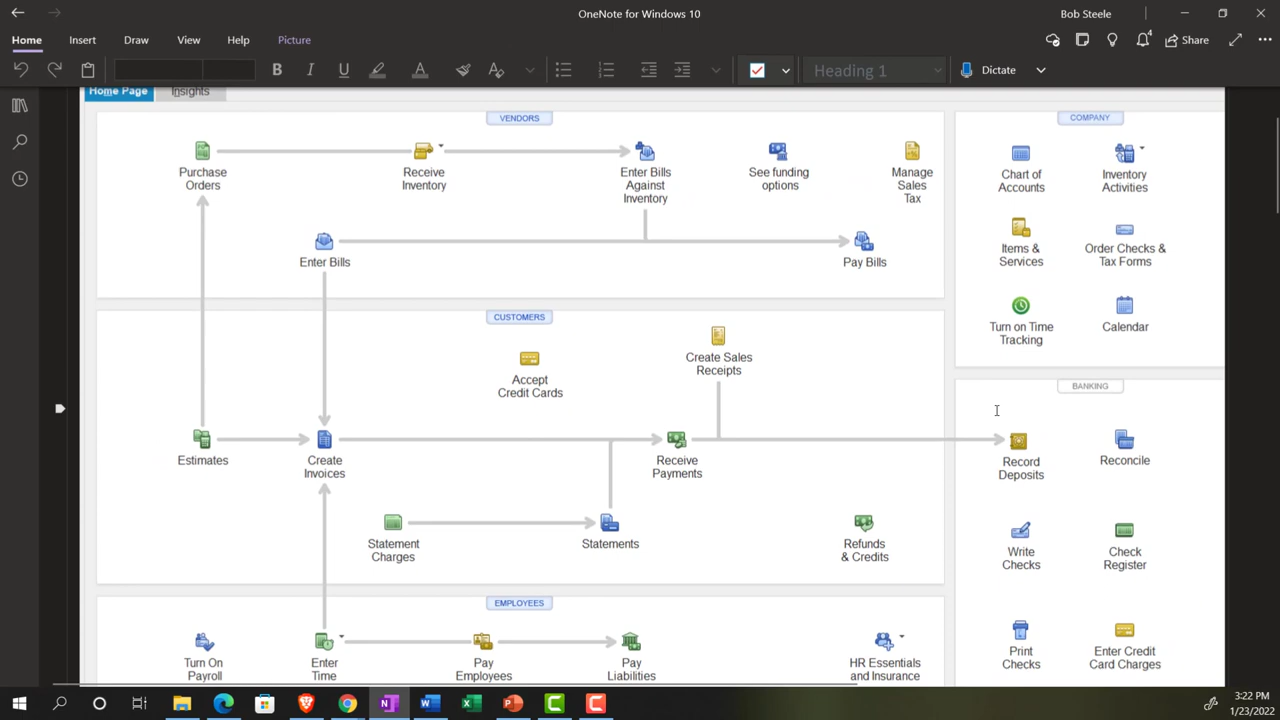 OneNote for Windows 10
Bob Steele
Home
Insert
Draw
View
Help
Picture
4
Share
B
I
U
A
Heading 1
Dictate
Home Page
Insights
VENDORS
Purchase
Orders
Receive
Inventory
Enter Bills
Against
Inventory
See funding
options
Manage
Sales
Tax
Enter Bills
Pay Bills
COMPANY
Chart of
Accounts
Inventory
Activities
Items &
Services
Order Checks &
Tax Forms
Turn on Time
Tracking
Calendar
CUSTOMERS
Accept
Credit Cards
Create Sales
Receipts
Estimates
Create
Invoices
Receive
Payments
Statement
Charges
Statements
Refunds
& Credits
BANKING
Record
Deposits
Reconcile
Write
Checks
Check
Register
Print
Checks
Enter Credit
Card Charges
EMPLOYEES
Turn On
Payroll
Enter
Time
Pay
Employees
Pay
Liabilities
HR Essentials
and Insurance
3:22 PM
1/23/2022